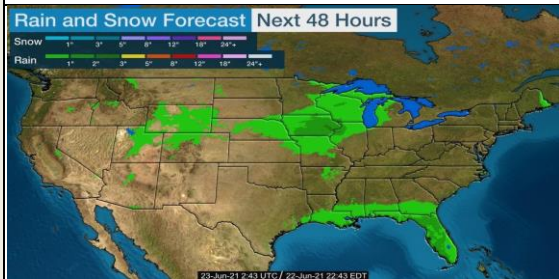 Rain and Snow Forecast Next 48 Hours
Snow 1" 3" 5" 8" 12" 18" 24"+
Rain 1" 2" 3" 5" 8" 12" 18" 24"+
23-Jun-21 2:43 UTC / 22-Jun-21 22:43 EDT